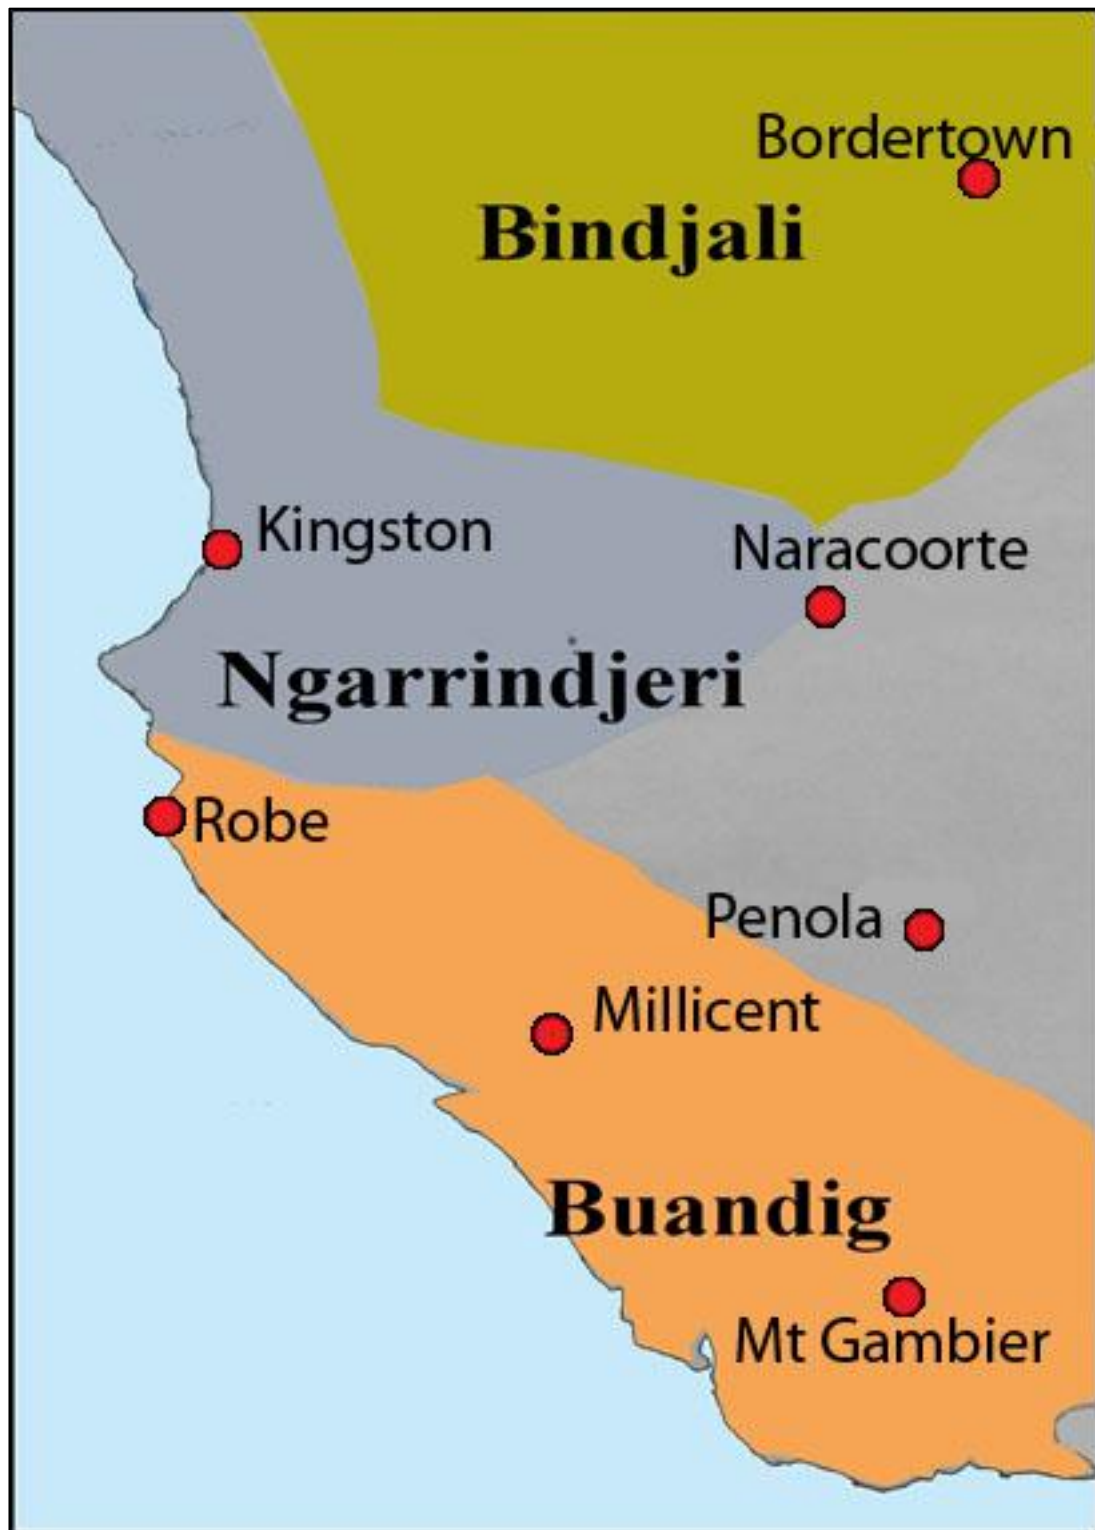 Bordertown
Bindjali
Kingston
Naracoorte
Ngarrindjeri
Robe
Penola
Millicent
Buandig
Mt Gambier